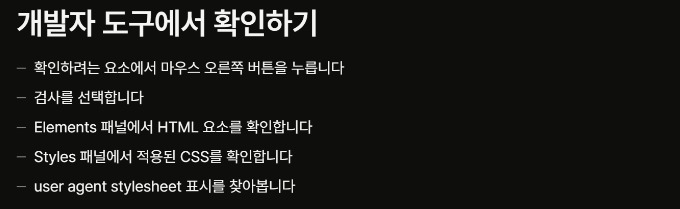 개발자 도구에서 확인하기
– 확인하려는 요소에서 마우스 오른쪽 버튼을 누릅니다
– 검사를 선택합니다
– Elements 패널에서 HTML 요소를 확인합니다
– Styles 패널에서 적용된 CSS를 확인합니다
– user agent stylesheet 표시를 찾아봅니다